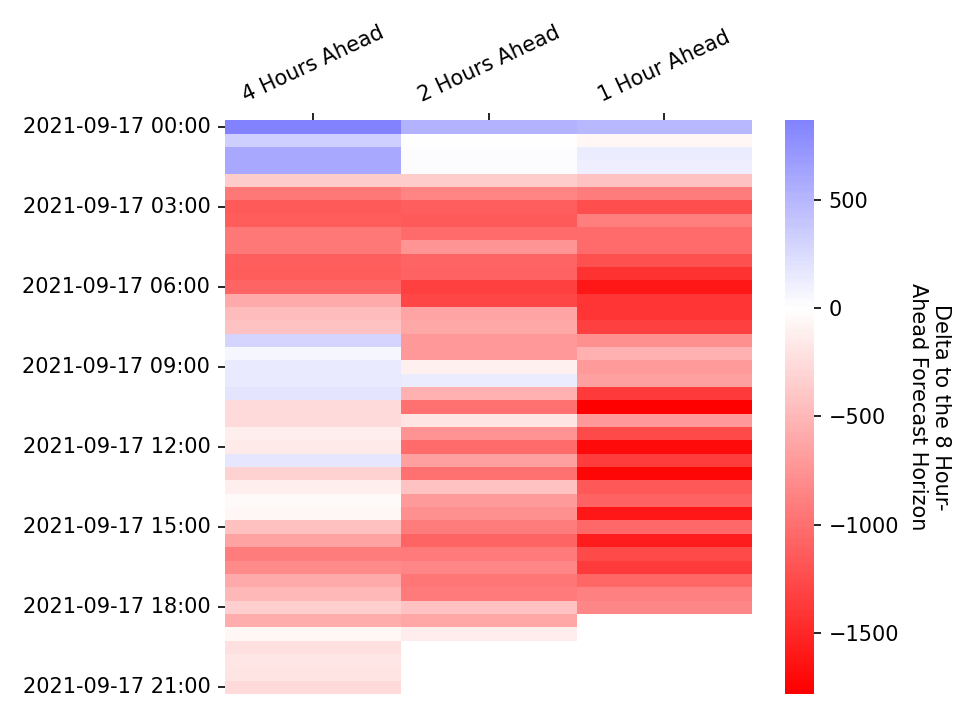 4 Hours Ahead
2 Hours Ahead
1 Hour Ahead
2021-09-17 00:00
2021-09-17 03:00
2021-09-17 06:00
2021-09-17 09:00
2021-09-17 12:00
2021-09-17 15:00
2021-09-17 18:00
2021-09-17 21:00
500
0
−500
−1000
−1500
Delta to the 8 Hour-
Ahead Forecast Horizon